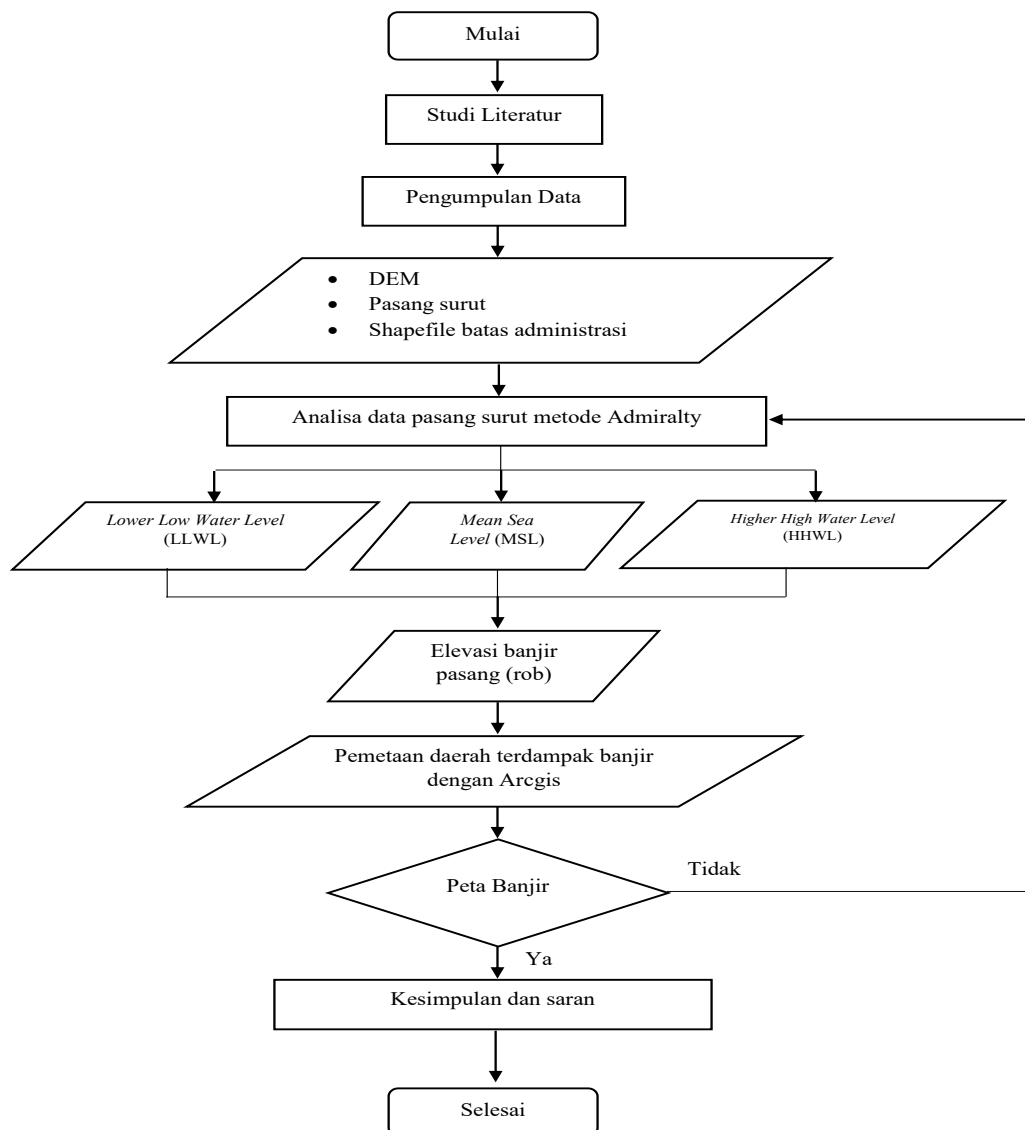 Mulai
Studi Literatur
Pengumpulan Data
• DEM
• Pasang surut
• Shapefile batas administrasi
Analisa data pasang surut metode Admiralty
Lower Low Water Level
(LLWL)
Mean Sea
Level (MSL)
Higher High Water Level
(HHWL)
Elevasi banjir
pasang (rob)
Pemetaan daerah terdampak banjir
dengan Arcgis
Peta Banjir
Tidak
Ya
Kesimpulan dan saran
Selesai